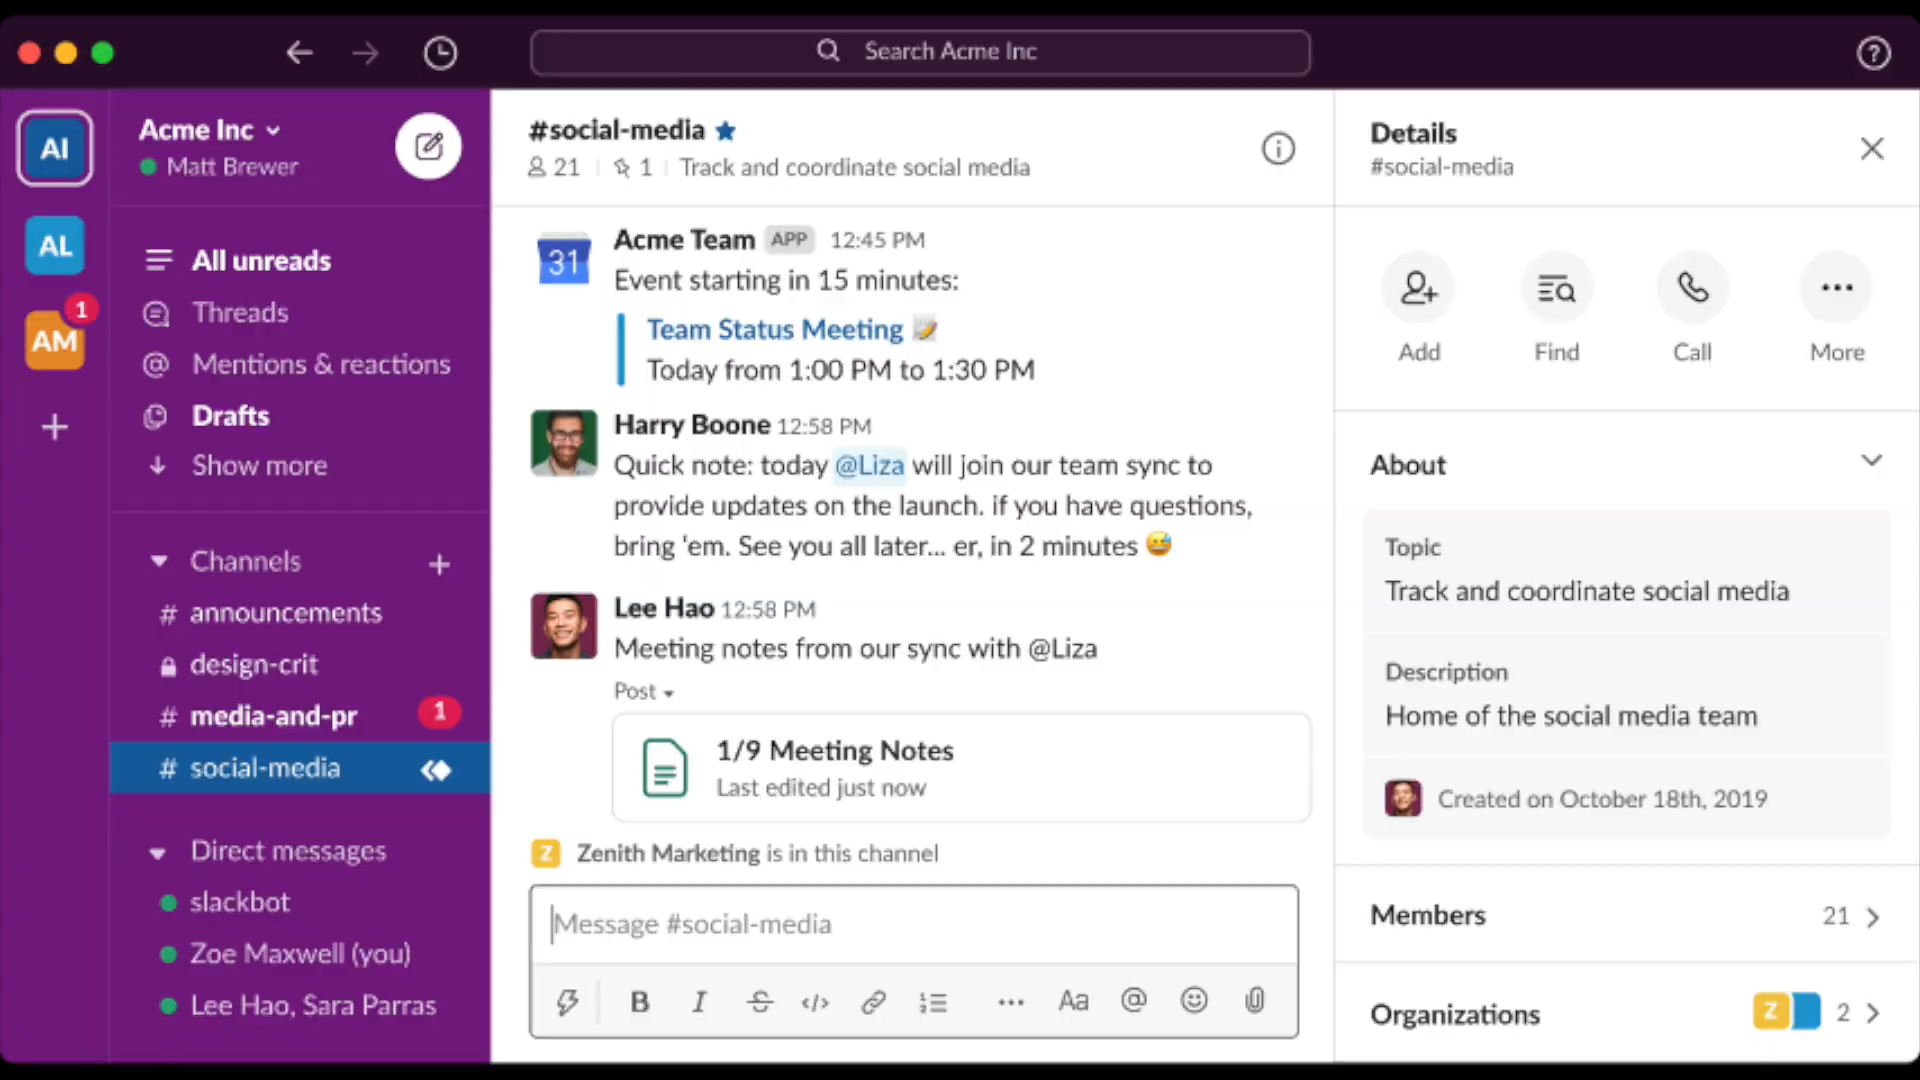 Search Acme Inc
AI
AL
1
AM
Acme Inc
Matt Brewer
All unreads
Threads
Mentions & reactions
Drafts
Show more
Channels
# announcements
design-crit
# media-and-pr 1
# social-media
Direct messages
slackbot
Zoe Maxwell (you)
Lee Hao, Sara Parras
#social-media
21 1 Track and coordinate social media
31
Acme Team APP 12:45 PM
Event starting in 15 minutes:
Team Status Meeting
Today from 1:00 PM to 1:30 PM
Harry Boone 12:58 PM
Quick note: today @Liza will join our team sync to
provide updates on the launch. if you have questions,
bring ‘em. See you all later... er, in 2 minutes
Lee Hao 12:58 PM
Meeting notes from our sync with @Liza
Post
1/9 Meeting Notes
Last edited just now
Z Zenith Marketing is in this channel
Message #social-media
B I S </> Aa @
Details
#social-media
Add Find Call More
About
Topic
Track and coordinate social media
Description
Home of the social media team
Created on October 18th, 2019
Members 21
Organizations Z 2